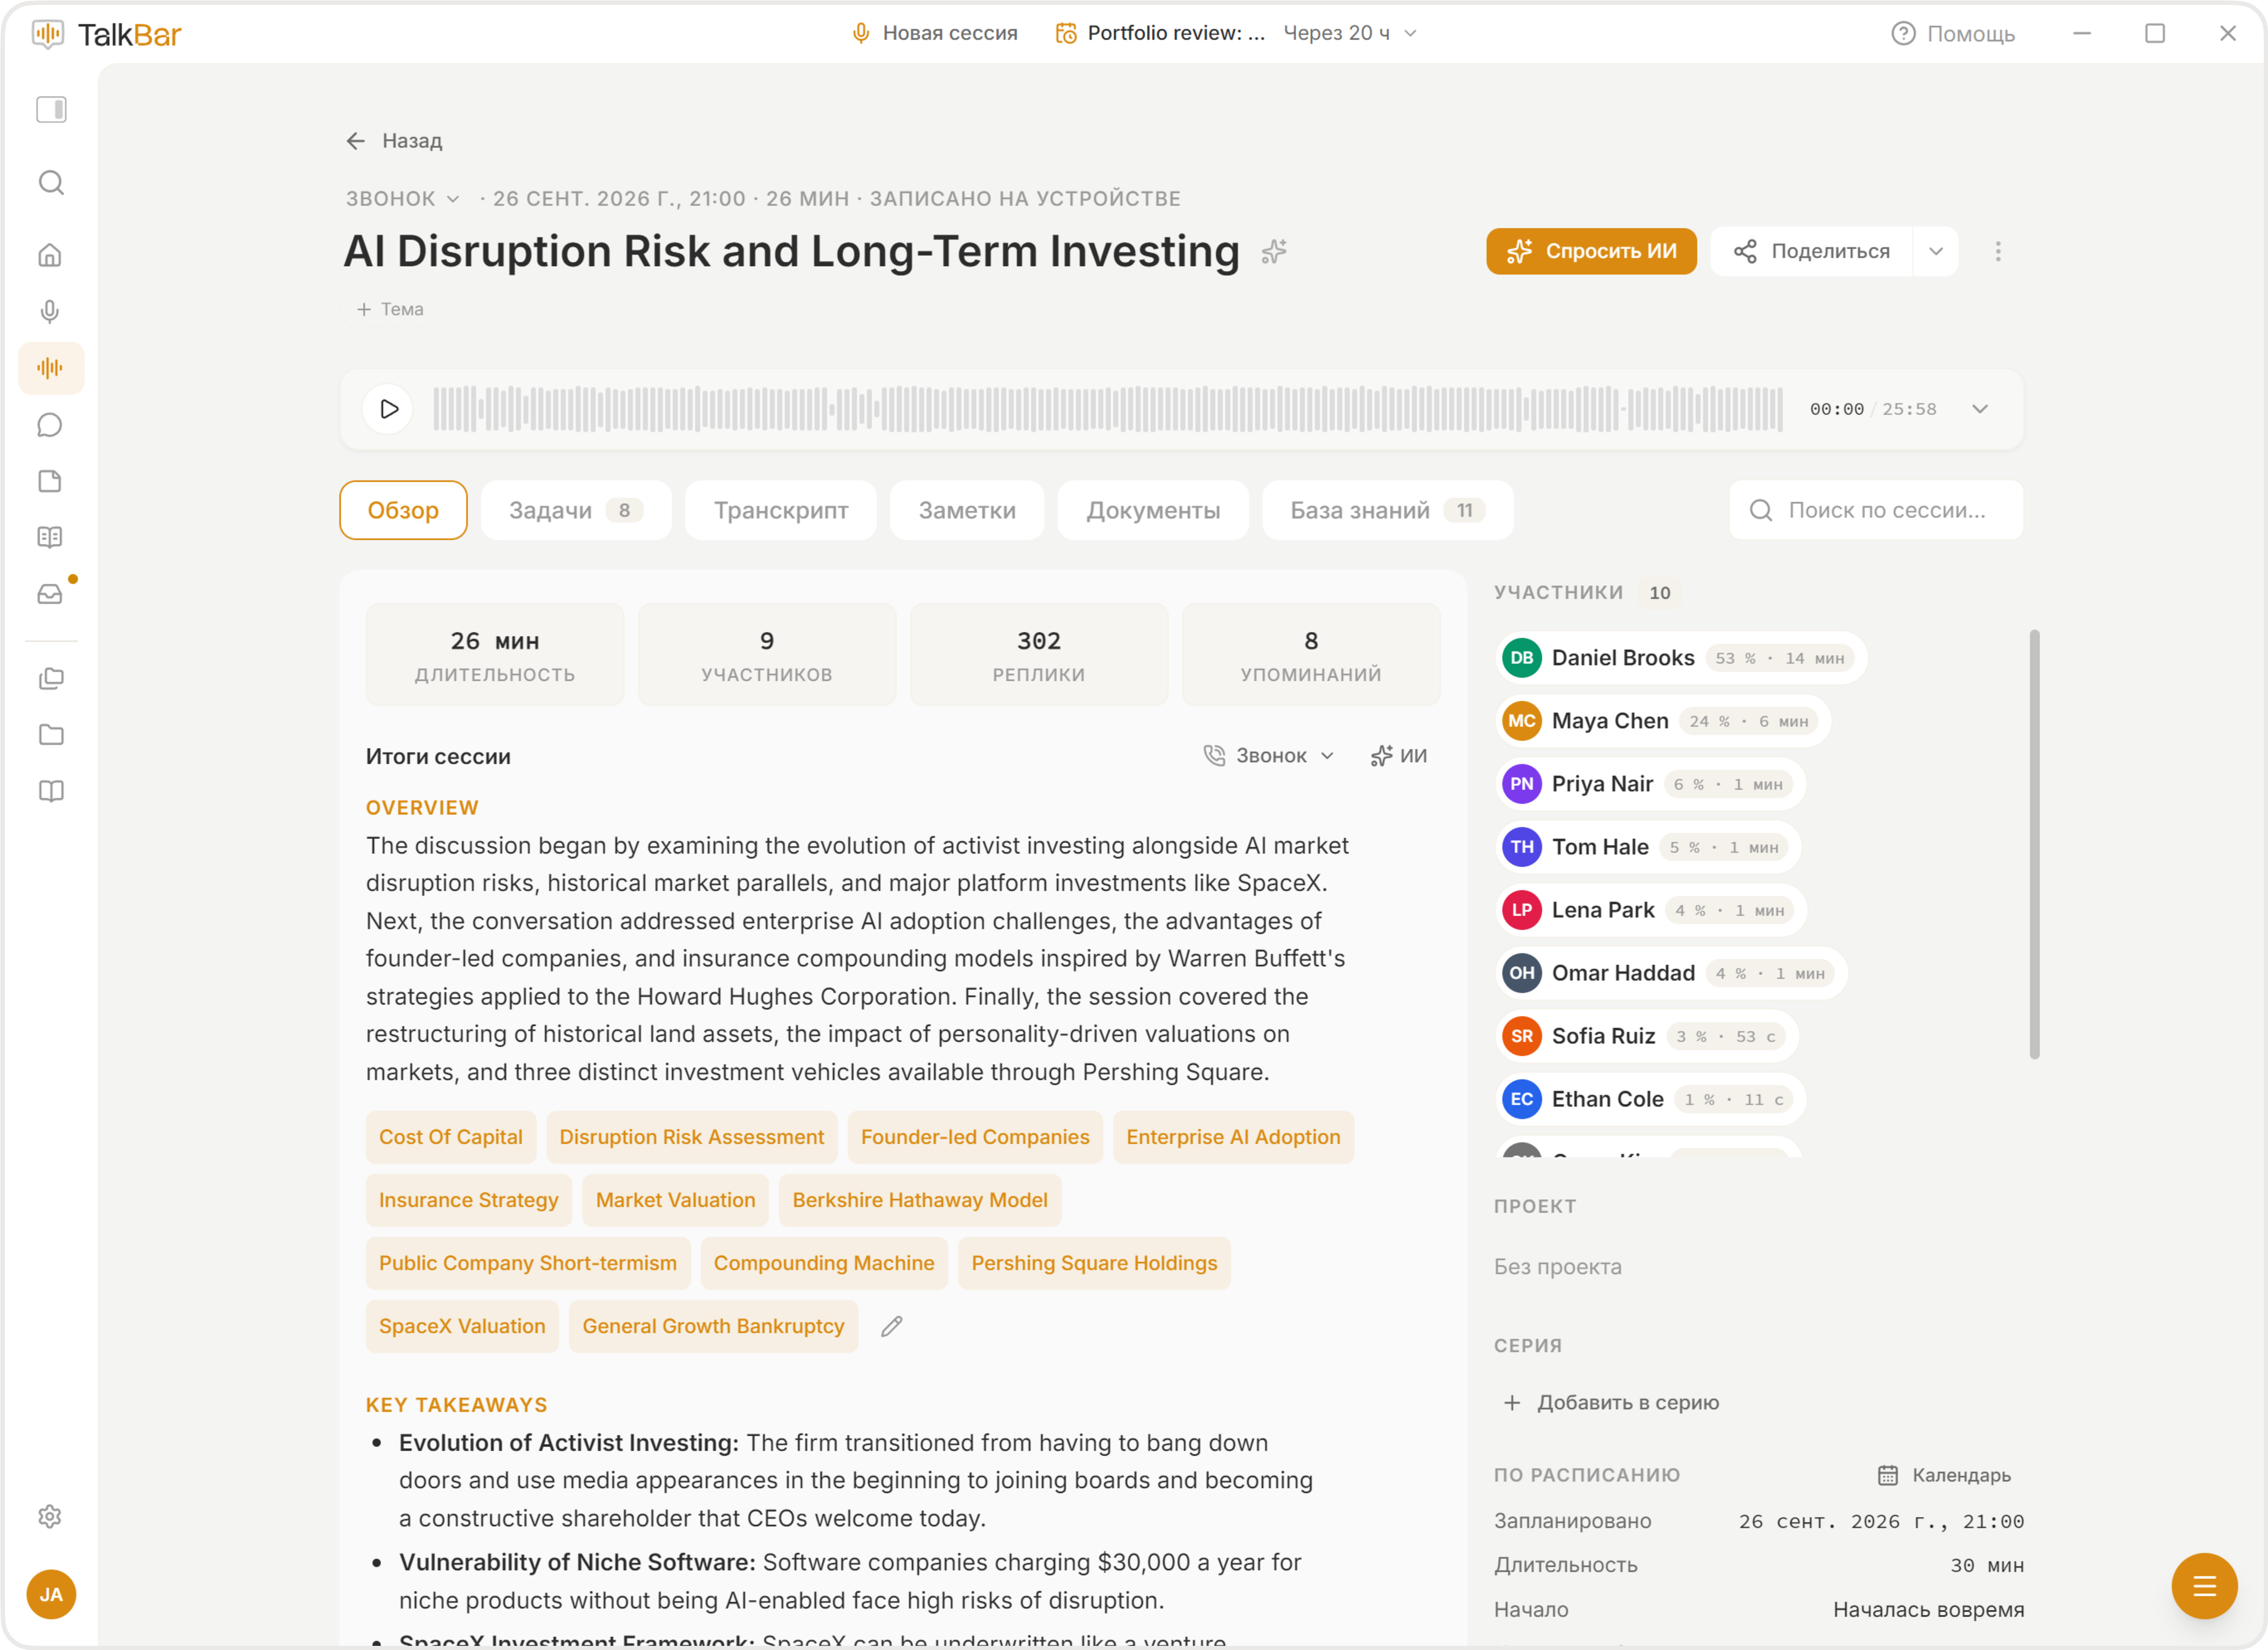 TalkBar
Новая сессия
Portfolio review: ...
Через 20 ч
Помощь
Назад
ЗВОНОК · 26 СЕНТ. 2026 Г., 21:00 · 26 МИН · ЗАПИСАНО НА УСТРОЙСТВЕ
AI Disruption Risk and Long-Term Investing
Спросить ИИ
Поделиться
+ Тема
00:00 / 25:58
Обзор
Задачи 8
Транскрипт
Заметки
Документы
База знаний 11
Поиск по сессии...
26 мин
ДЛИТЕЛЬНОСТЬ
9
УЧАСТНИКОВ
302
РЕПЛИКИ
8
УПОМИНАНИЙ
Итоги сессии
Звонок
ИИ
OVERVIEW
The discussion began by examining the evolution of activist investing alongside AI market
disruption risks, historical market parallels, and major platform investments like SpaceX.
Next, the conversation addressed enterprise AI adoption challenges, the advantages of
founder-led companies, and insurance compounding models inspired by Warren Buffett's
strategies applied to the Howard Hughes Corporation. Finally, the session covered the
restructuring of historical land assets, the impact of personality-driven valuations on
markets, and three distinct investment vehicles available through Pershing Square.
Cost Of Capital
Disruption Risk Assessment
Founder-led Companies
Enterprise AI Adoption
Insurance Strategy
Market Valuation
Berkshire Hathaway Model
Public Company Short-termism
Compounding Machine
Pershing Square Holdings
SpaceX Valuation
General Growth Bankruptcy
KEY TAKEAWAYS
• Evolution of Activist Investing: The firm transitioned from having to bang down
doors and use media appearances in the beginning to joining boards and becoming
a constructive shareholder that CEOs welcome today.
• Vulnerability of Niche Software: Software companies charging $30,000 a year for
niche products without being AI-enabled face high risks of disruption.
• SpaceX Investment Framework: SpaceX can be underwritten like a venture
УЧАСТНИКИ 10
DB Daniel Brooks 53 % · 14 мин
MC Maya Chen 24 % · 6 мин
PN Priya Nair 6 % · 1 мин
TH Tom Hale 5 % · 1 мин
LP Lena Park 4 % · 1 мин
OH Omar Haddad 4 % · 1 мин
SR Sofia Ruiz 3 % · 53 с
EC Ethan Cole 1 % · 11 с
ПРОЕКТ
Без проекта
СЕРИЯ
+ Добавить в серию
ПО РАСПИСАНИЮ
Календарь
Запланировано 26 сент. 2026 г., 21:00
Длительность 30 мин
Начало Началась вовремя
JA